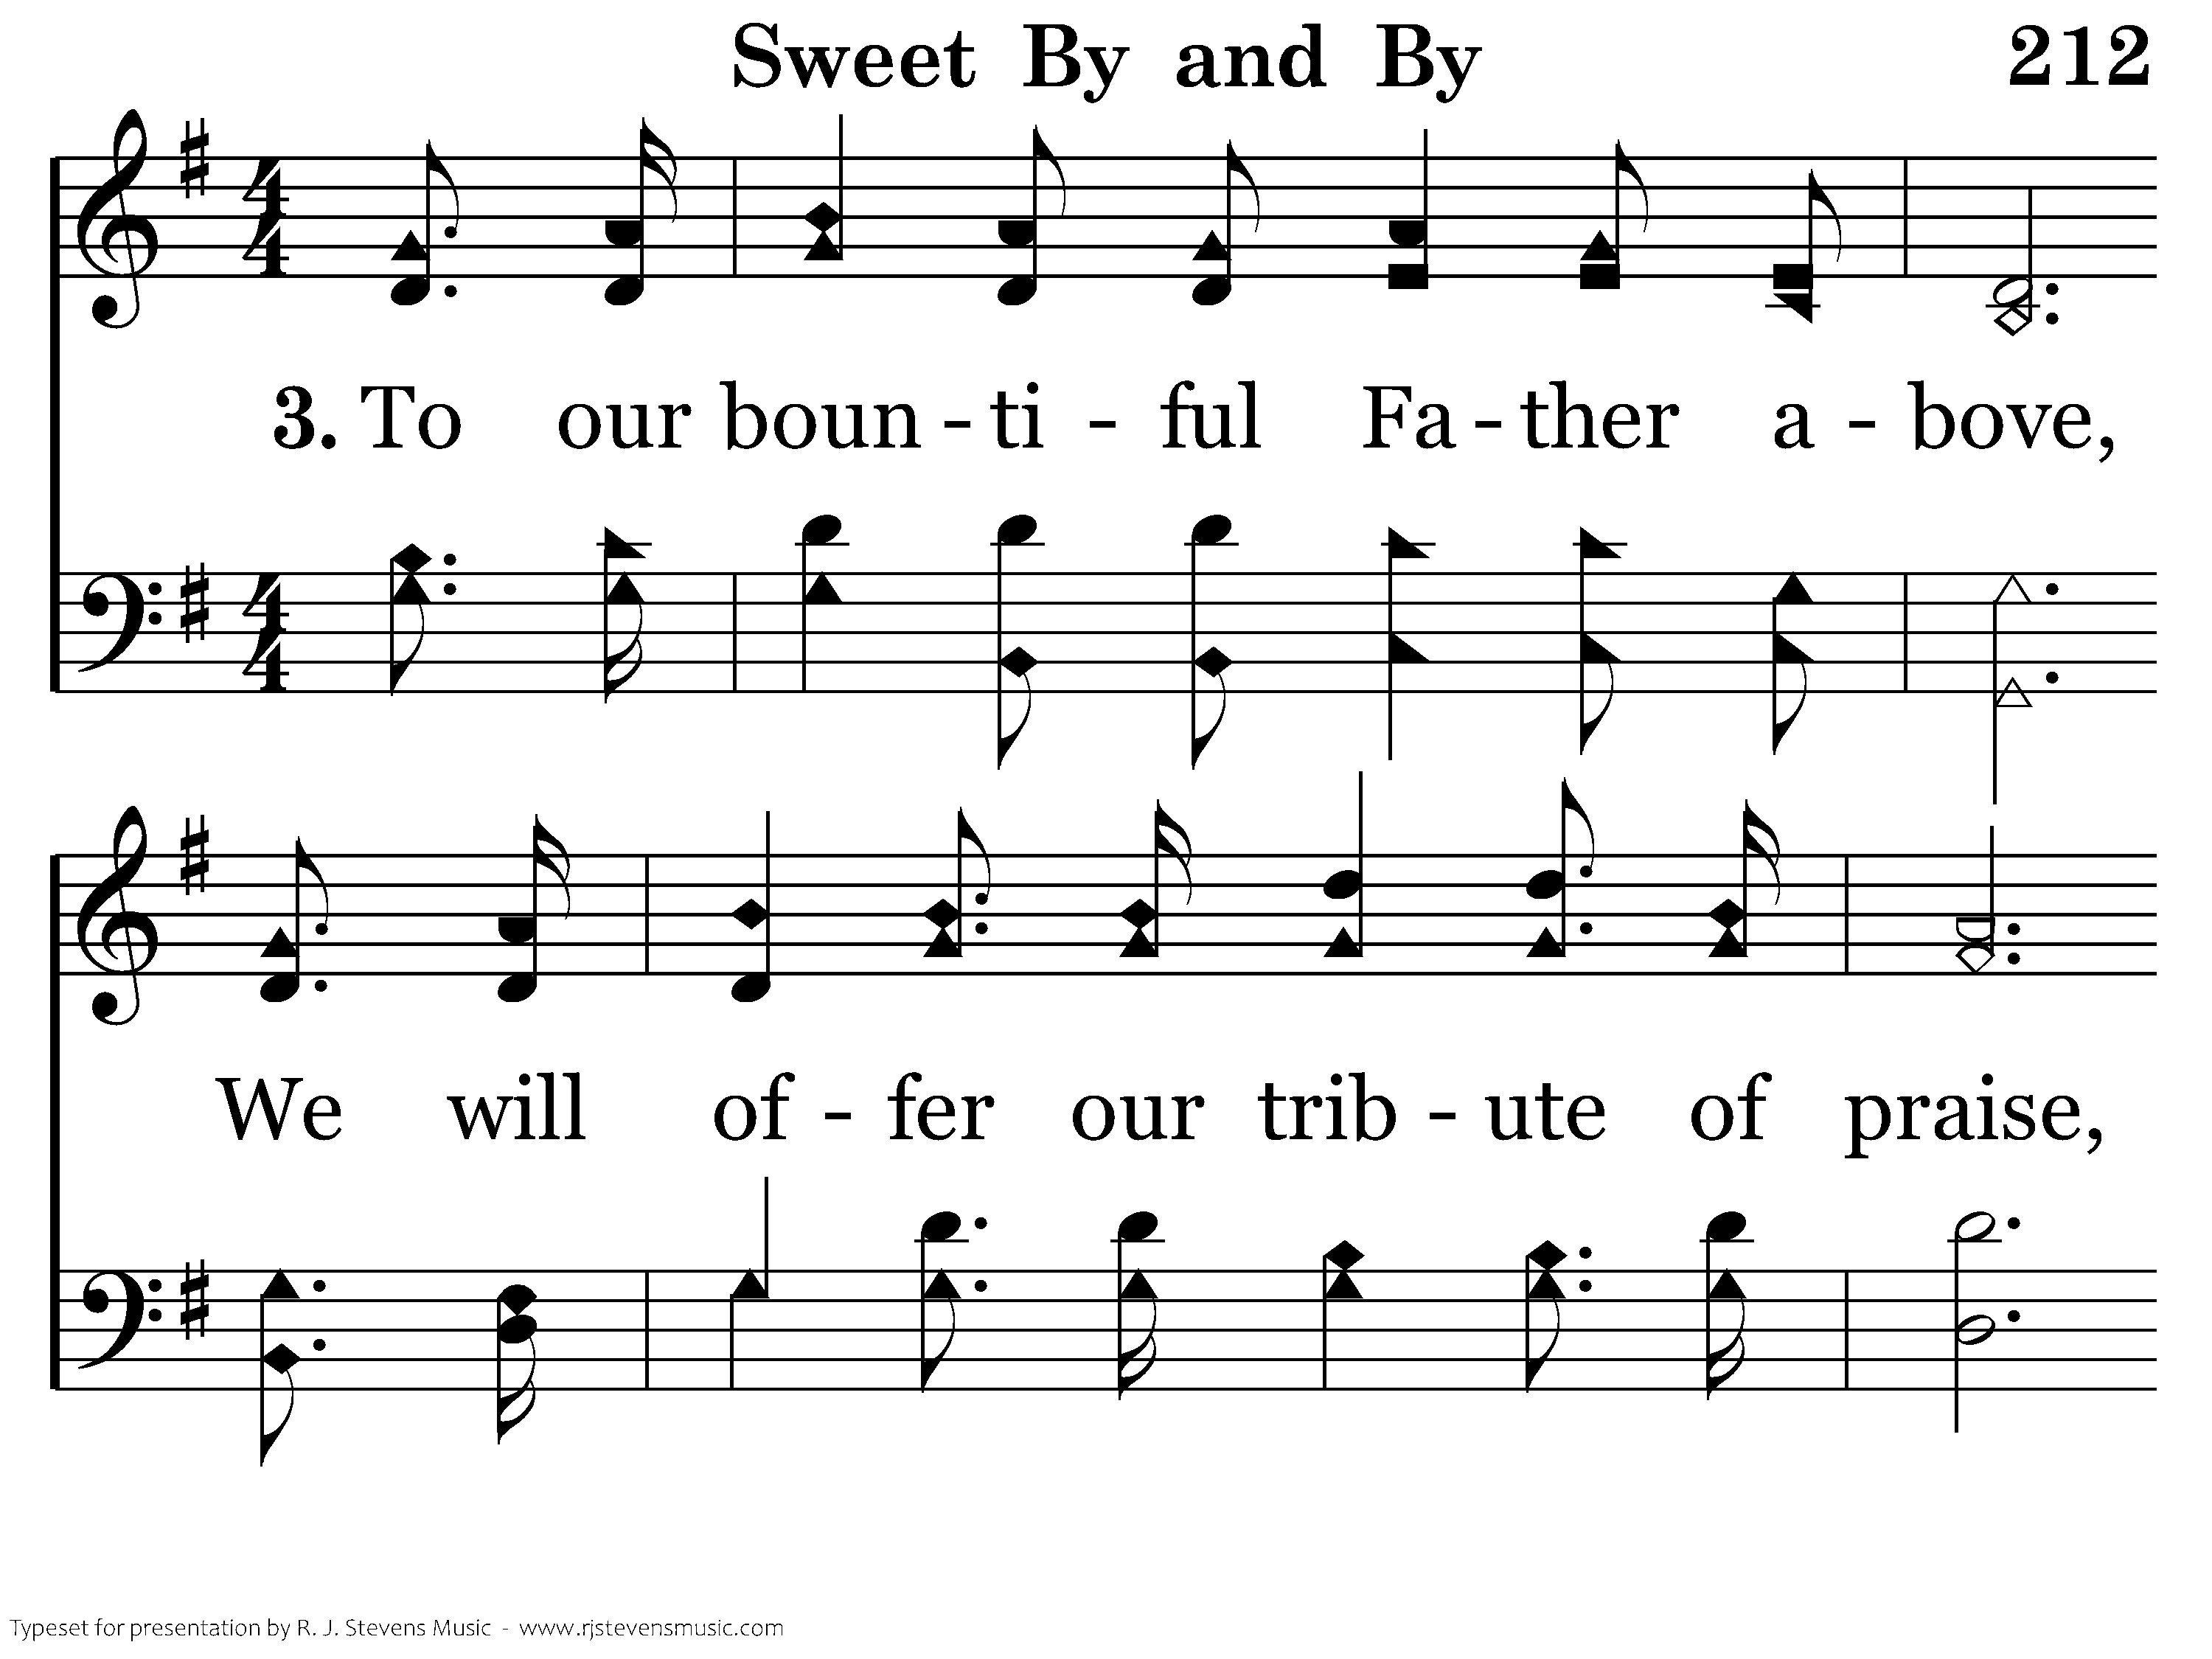 Sweet By and By 212
3. To our boun - ti - ful Fa - ther a - bove,
We will of - fer our trib - ute of praise,
Typeset for presentation by R. J. Stevens Music - www.rjstevensmusic.com